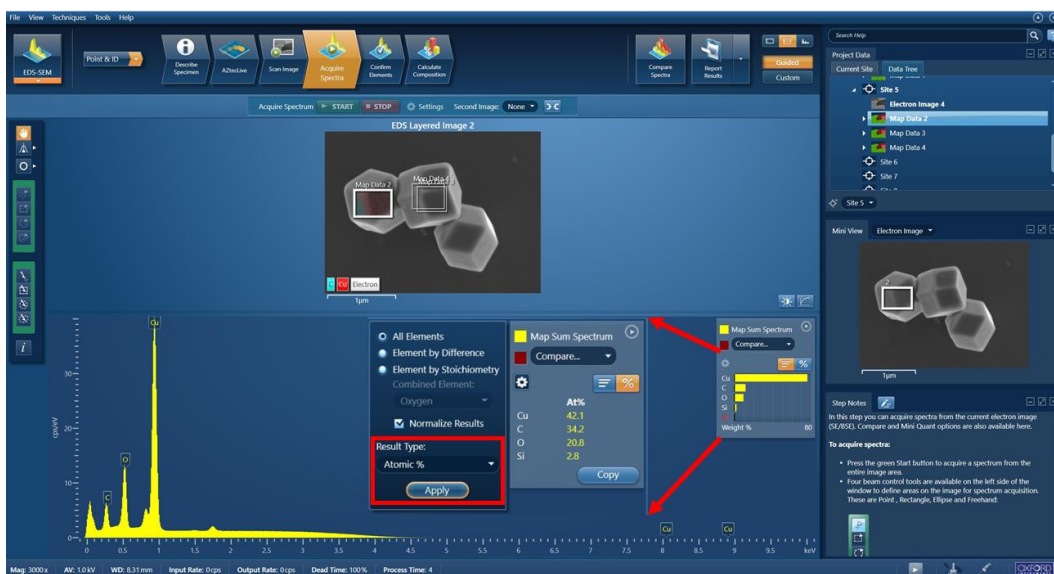 File View Techniques Tools Help
EDS-SEM
Point & ID
Describe Specimen
AZtecLive
Scan Image
Acquire Spectra
Confirm Elements
Calculate Composition
Compare Spectra
Report Results
Guided
Custom
Acquire Spectrum START STOP Settings Second Image: None
EDS Layered Image 2
Map Data 2
C Cu Electron
1μm
cps/eV
30
20
10
0
Cu
O
C
Cu
Cu
0 0.5 1 1.5 2 2.5 3 3.5 4 4.5 5 5.5 6 6.5 7 7.5 8 8.5 9 9.5 keV
All Elements
Element by Difference
Element by Stoichiometry
Combined Element:
Oxygen
Normalize Results
Result Type:
Atomic %
Apply
Map Sum Spectrum
Compare...
%
At%
Cu 42.1
C 34.2
O 20.8
Si 2.8
Copy
Map Sum Spectrum
Compare...
%
Cu
C
O
Si
Weight % 80
Search Help
Project Data
Current Site Data Tree
Site 5
Electron Image 4
Map Data 2
Map Data 3
Map Data 4
Site 6
Site 7
Site 5
Mini View Electron Image
2
1μm
Step Notes
In this step you can acquire spectra from the current electron image
(SE/BSE). Compare and Mini Quant options are also available here.
To acquire spectra:
• Press the green Start button to acquire a spectrum from the
entire image area.
• Four beam control tools are available on the left side of the
window to define areas on the image for spectrum acquisition.
These are Point , Rectangle, Ellipse and Freehand:
Mag: 3000 x AV: 1.0 kV WD: 8.31 mm Input Rate: 0 cps Output Rate: 0 cps Dead Time: 100% Process Time: 4
OXFORD